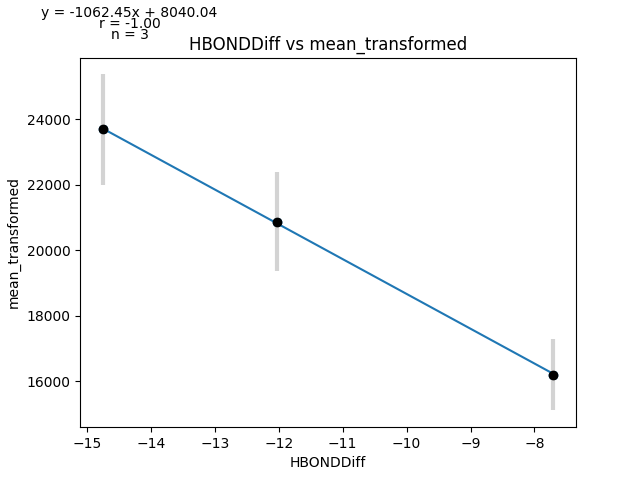 y = -1062.45x + 8040.04
r = -1.00
n = 3
HBONDDiff vs mean_transformed
24000
22000
20000
18000
16000
mean_transformed
−15
−14
−13
−12
−11
−10
−9
−8
HBONDDiff